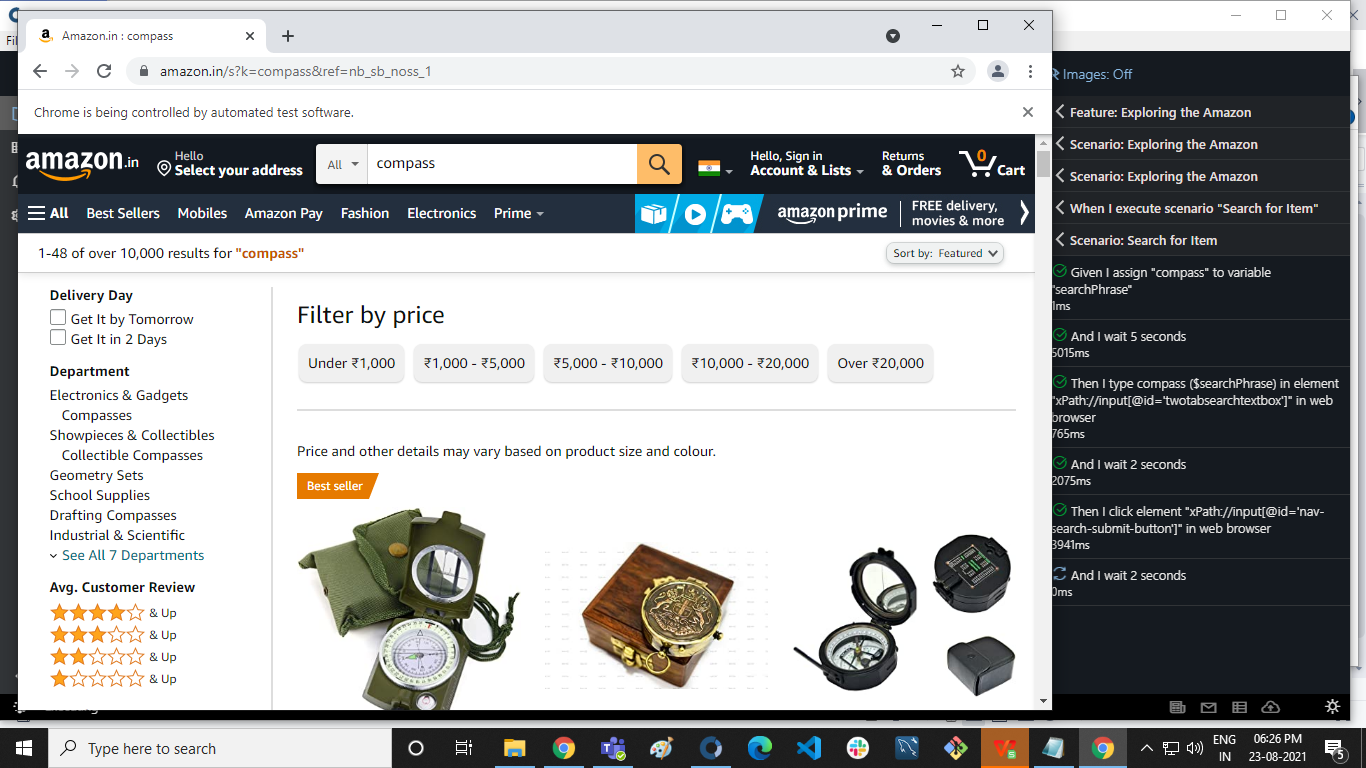 Amazon.in : compass
amazon.in/s?k=compass&ref=nb_sb_noss_1
Chrome is being controlled by automated test software.
amazon.in
Hello
Select your address
All
compass
Hello, Sign in
Account & Lists
Returns
& Orders
0
Cart
All
Best Sellers
Mobiles
Amazon Pay
Fashion
Electronics
Prime
amazon prime
FREE delivery,
movies & more
1-48 of over 10,000 results for "compass"
Sort by: Featured
Delivery Day
Get It by Tomorrow
Get It in 2 Days
Department
Electronics & Gadgets
Compasses
Showpieces & Collectibles
Collectible Compasses
Geometry Sets
School Supplies
Drafting Compasses
Industrial & Scientific
See All 7 Departments
Avg. Customer Review
& Up
& Up
& Up
& Up
Filter by price
Under ₹1,000
₹1,000 - ₹5,000
₹5,000 - ₹10,000
₹10,000 - ₹20,000
Over ₹20,000
Price and other details may vary based on product size and colour.
Best seller
Images: Off
Feature: Exploring the Amazon
Scenario: Exploring the Amazon
Scenario: Exploring the Amazon
When I execute scenario "Search for Item"
Scenario: Search for Item
Given I assign "compass" to variable
"searchPhrase"
1ms
And I wait 5 seconds
5015ms
Then I type compass ($searchPhrase) in element
"xPath://input[@id='twotabsearchtextbox']" in web
browser
765ms
And I wait 2 seconds
2075ms
Then I click element "xPath://input[@id='nav-
search-submit-button']" in web browser
3941ms
And I wait 2 seconds
0ms
Type here to search
ENG
IN
06:26 PM
23-08-2021
5